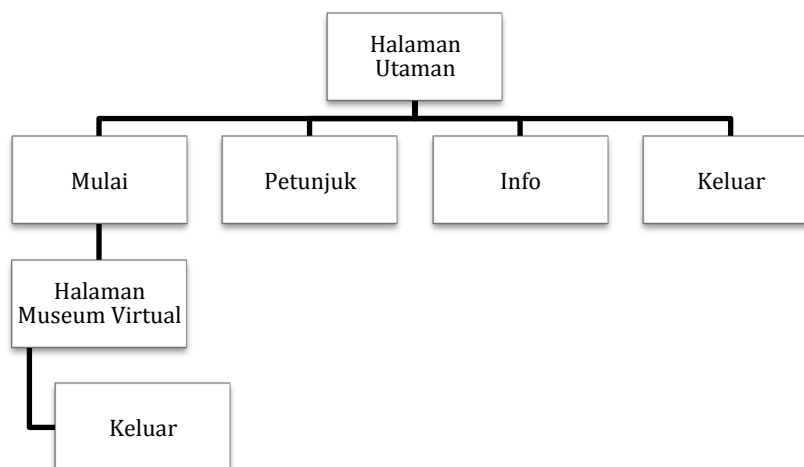 Halaman
Utaman
Mulai
Petunjuk
Info
Keluar
Halaman
Museum Virtual
Keluar